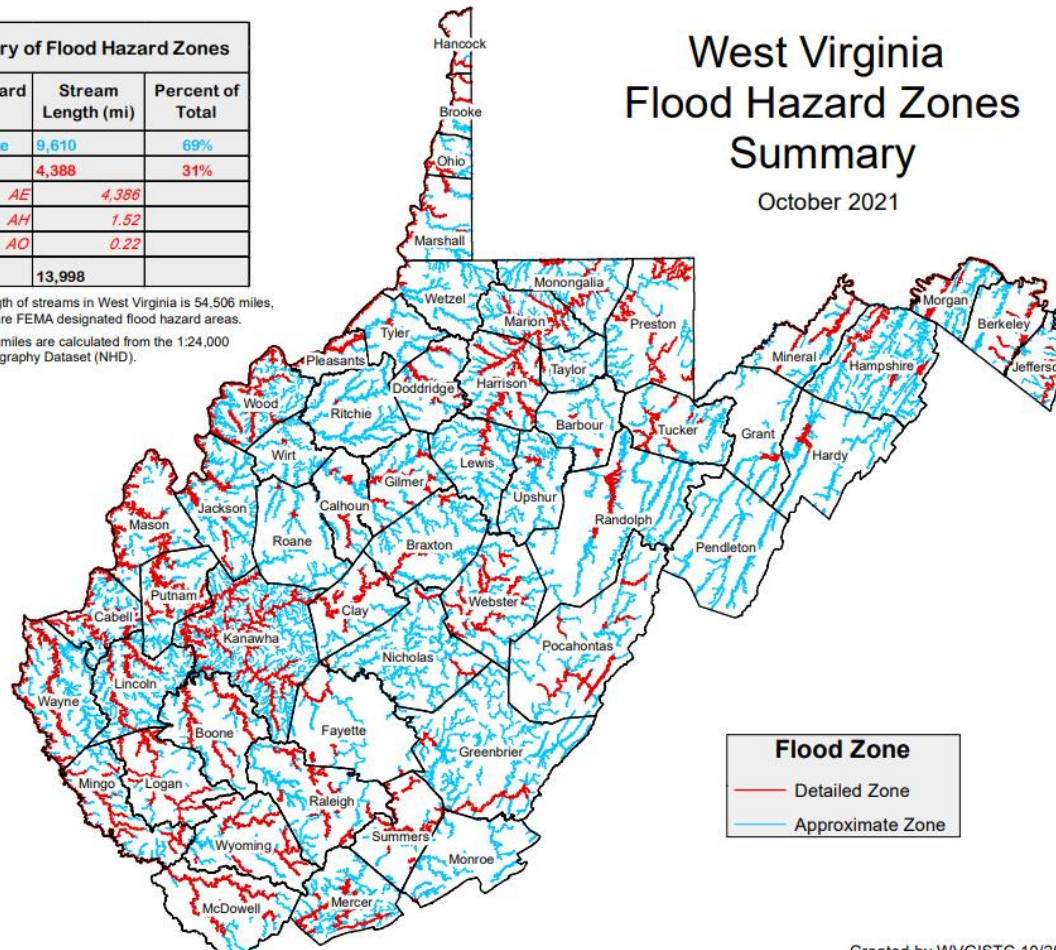 West Virginia
Flood Hazard Zones
Summary
October 2021
of Flood Hazard Zones
Stream
Length (mi)
Percent of
Total
9,610 69%
4,388 31%
AE 4,386
AH 1.52
AO 0.22
13,998
of streams in West Virginia is 54,506 miles,
are FEMA designated flood hazard areas.
miles are calculated from the 1:24,000
Dataset (NHD).
Hancock
Brooke
Ohio
Marshall
Wetzel
Monongalia
Marion
Preston
Tyler
Pleasants
Doddridge
Harrison
Taylor
Morgan
Berkeley
Mineral
Hampshire
Wood
Ritchie
Barbour
Tucker
Grant
Hardy
Wirt
Lewis
Gilmer
Upshur
Jackson
Calhoun
Randolph
Mason
Roane
Braxton
Pendleton
Putnam
Cabell
Clay
Webster
Kanawha
Nicholas
Pocahontas
Wayne
Lincoln
Boone
Fayette
Greenbrier
Mingo
Logan
Raleigh
Summers
Wyoming
Monroe
McDowell
Mercer
Flood Zone
Detailed Zone
Approximate Zone